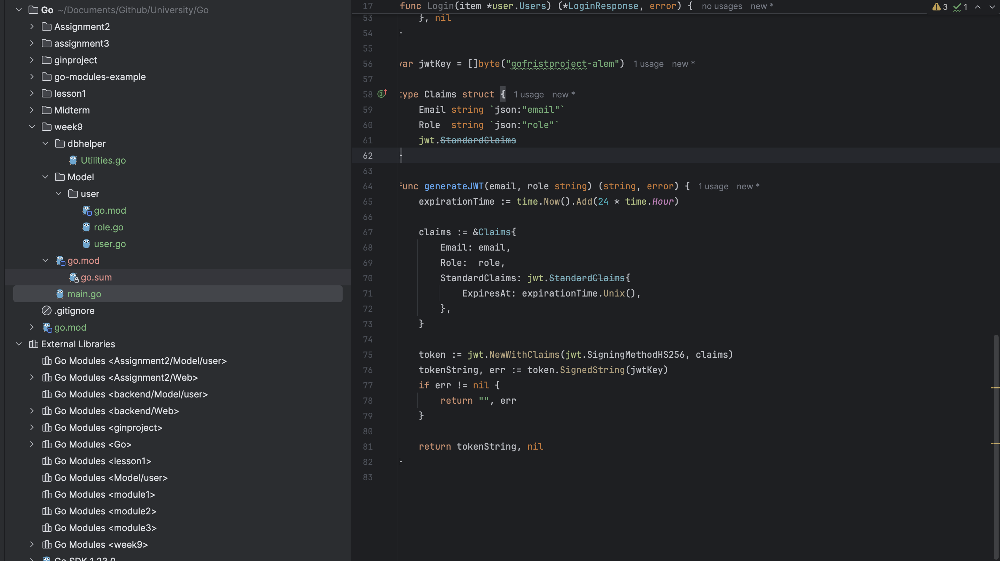 Go ~/Documents/Github/University/Go
Assignment2
assignment3
ginproject
go-modules-example
lesson1
Midterm
week9
dbhelper
Utilities.go
Model
user
go.mod
role.go
user.go
go.mod
go.sum
main.go
.gitignore
go.mod
External Libraries
Go Modules <Assignment2/Model/user>
Go Modules <Assignment2/Web>
Go Modules <backend/Model/user>
Go Modules <backend/Web>
Go Modules <ginproject>
Go Modules <Go>
Go Modules <lesson1>
Go Modules <Model/user>
Go Modules <module1>
Go Modules <module2>
Go Modules <module3>
Go Modules <week9>
Go SDK 1.23.0
17 func Login(item *user.Users) (*LoginResponse, error) { no usages new * 3 1
53 }, nil
54 }
55
56 var jwtKey = []byte("gofristproject-alem") 1 usage new *
57
58 type Claims struct { 1 usage new *
59 Email string `json:"email"`
60 Role string `json:"role"`
61 jwt.StandardClaims
62 }
63
64 func generateJWT(email, role string) (string, error) { 1 usage new *
65 expirationTime := time.Now().Add(24 * time.Hour)
66
67 claims := &Claims{
68 Email: email,
69 Role: role,
70 StandardClaims: jwt.StandardClaims{
71 ExpiresAt: expirationTime.Unix(),
72 },
73 }
74
75 token := jwt.NewWithClaims(jwt.SigningMethodHS256, claims)
76 tokenString, err := token.SignedString(jwtKey)
77 if err != nil {
78 return "", err
79 }
80
81 return tokenString, nil
82 }
83